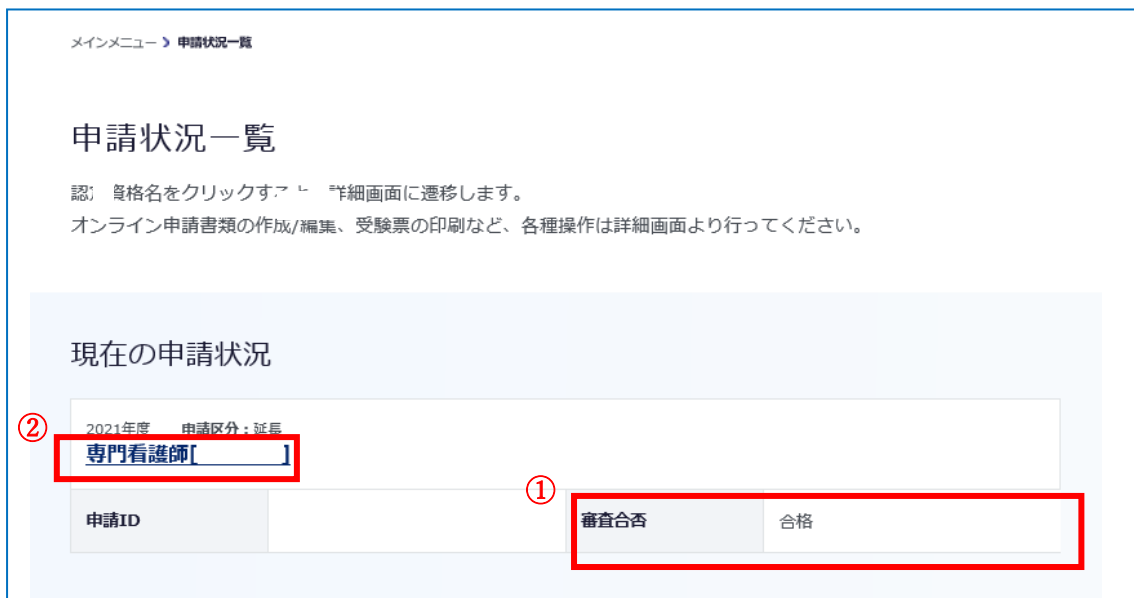 メインメニュー > 申請状況一覧
申請状況一覧
資格名をクリックす 詳細画面に遷移します。
オンライン申請書類の作成/編集、受験票の印刷など、各種操作は詳細画面より行ってください。
現在の申請状況
②
2021年度 申請区分：延長
専門看護師[ ]
①
申請ID
審査合否
合格